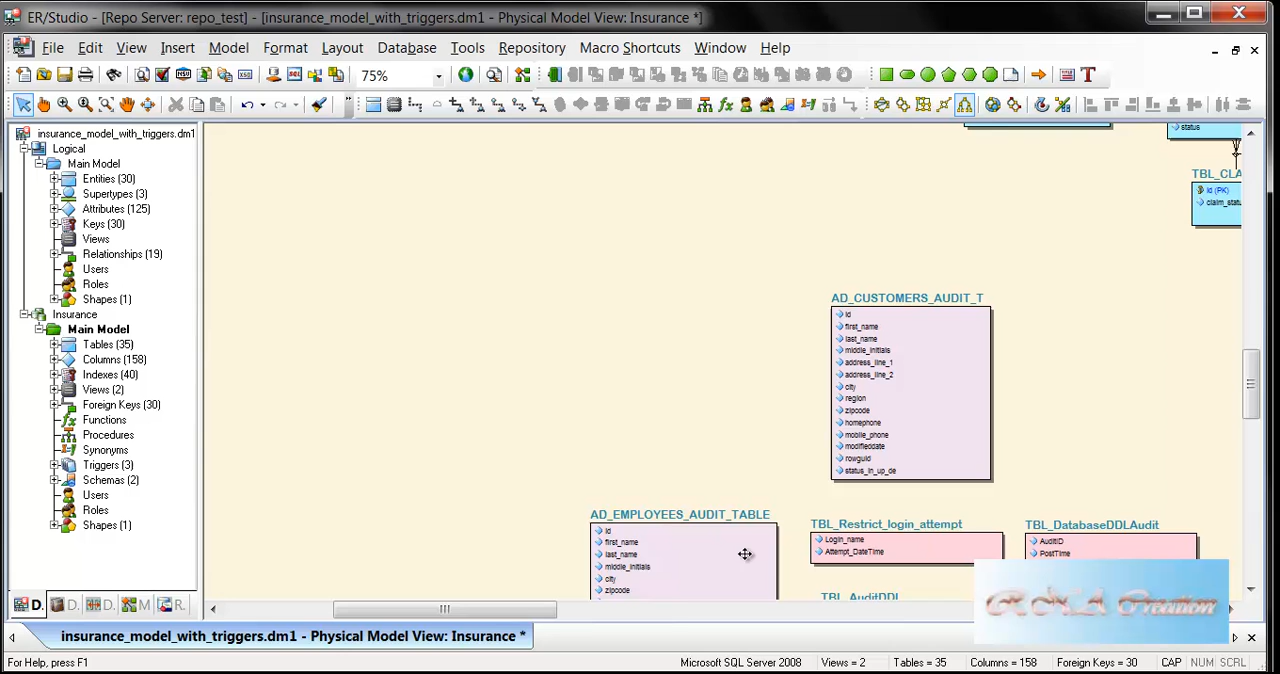 ER/Studio - [Repo Server: repo_test] - [insurance_model_with_triggers.dm1 - Physical Model View: Insurance *]
File Edit View Insert Model Format Layout Database Tools Repository Macro Shortcuts Window Help
75%
insurance_model_with_triggers.dm1
Logical
Main Model
Entities (30)
Supertypes (3)
Attributes (125)
Keys (30)
Views
Relationships (19)
Users
Roles
Shapes (1)
Insurance
Main Model
Tables (35)
Columns (158)
Indexes (40)
Views (2)
Foreign Keys (30)
Functions
Procedures
Synonyms
Triggers (3)
Schemas (2)
Users
Roles
Shapes (1)
D. D. D. M R.
status
TBL_CLA
id (PK)
claim_statu
AD_CUSTOMERS_AUDIT_T
id
first_name
last_name
middle_initials
address_line_1
address_line_2
city
region
zipcode
homephone
mobile_phone
modifieddate
rowguid
status_in_up_de
AD_EMPLOYEES_AUDIT_TABLE
id
first_name
last_name
middle_initials
city
zipcode
TBL_Restrict_login_attempt
Login_name
Attempt_DateTime
TBL_DatabaseDDLAudit
AuditID
PostTime
TBL_AuditDDL
RNA Creation
insurance_model_with_triggers.dm1 - Physical Model View: Insurance *
For Help, press F1
Microsoft SQL Server 2008 Views = 2 Tables = 35 Columns = 158 Foreign Keys = 30 CAP NUM SCRL